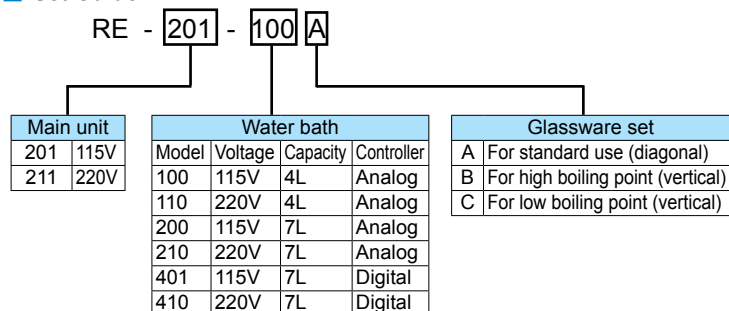 RE - 201 - 100 A
Main unit
201 115V
211 220V
Water bath
Model Voltage Capacity Controller
100 115V 4L Analog
110 220V 4L Analog
200 115V 7L Analog
210 220V 7L Analog
401 115V 7L Digital
410 220V 7L Digital
Glassware set
A For standard use (diagonal)
B For high boiling point (vertical)
C For low boiling point (vertical)